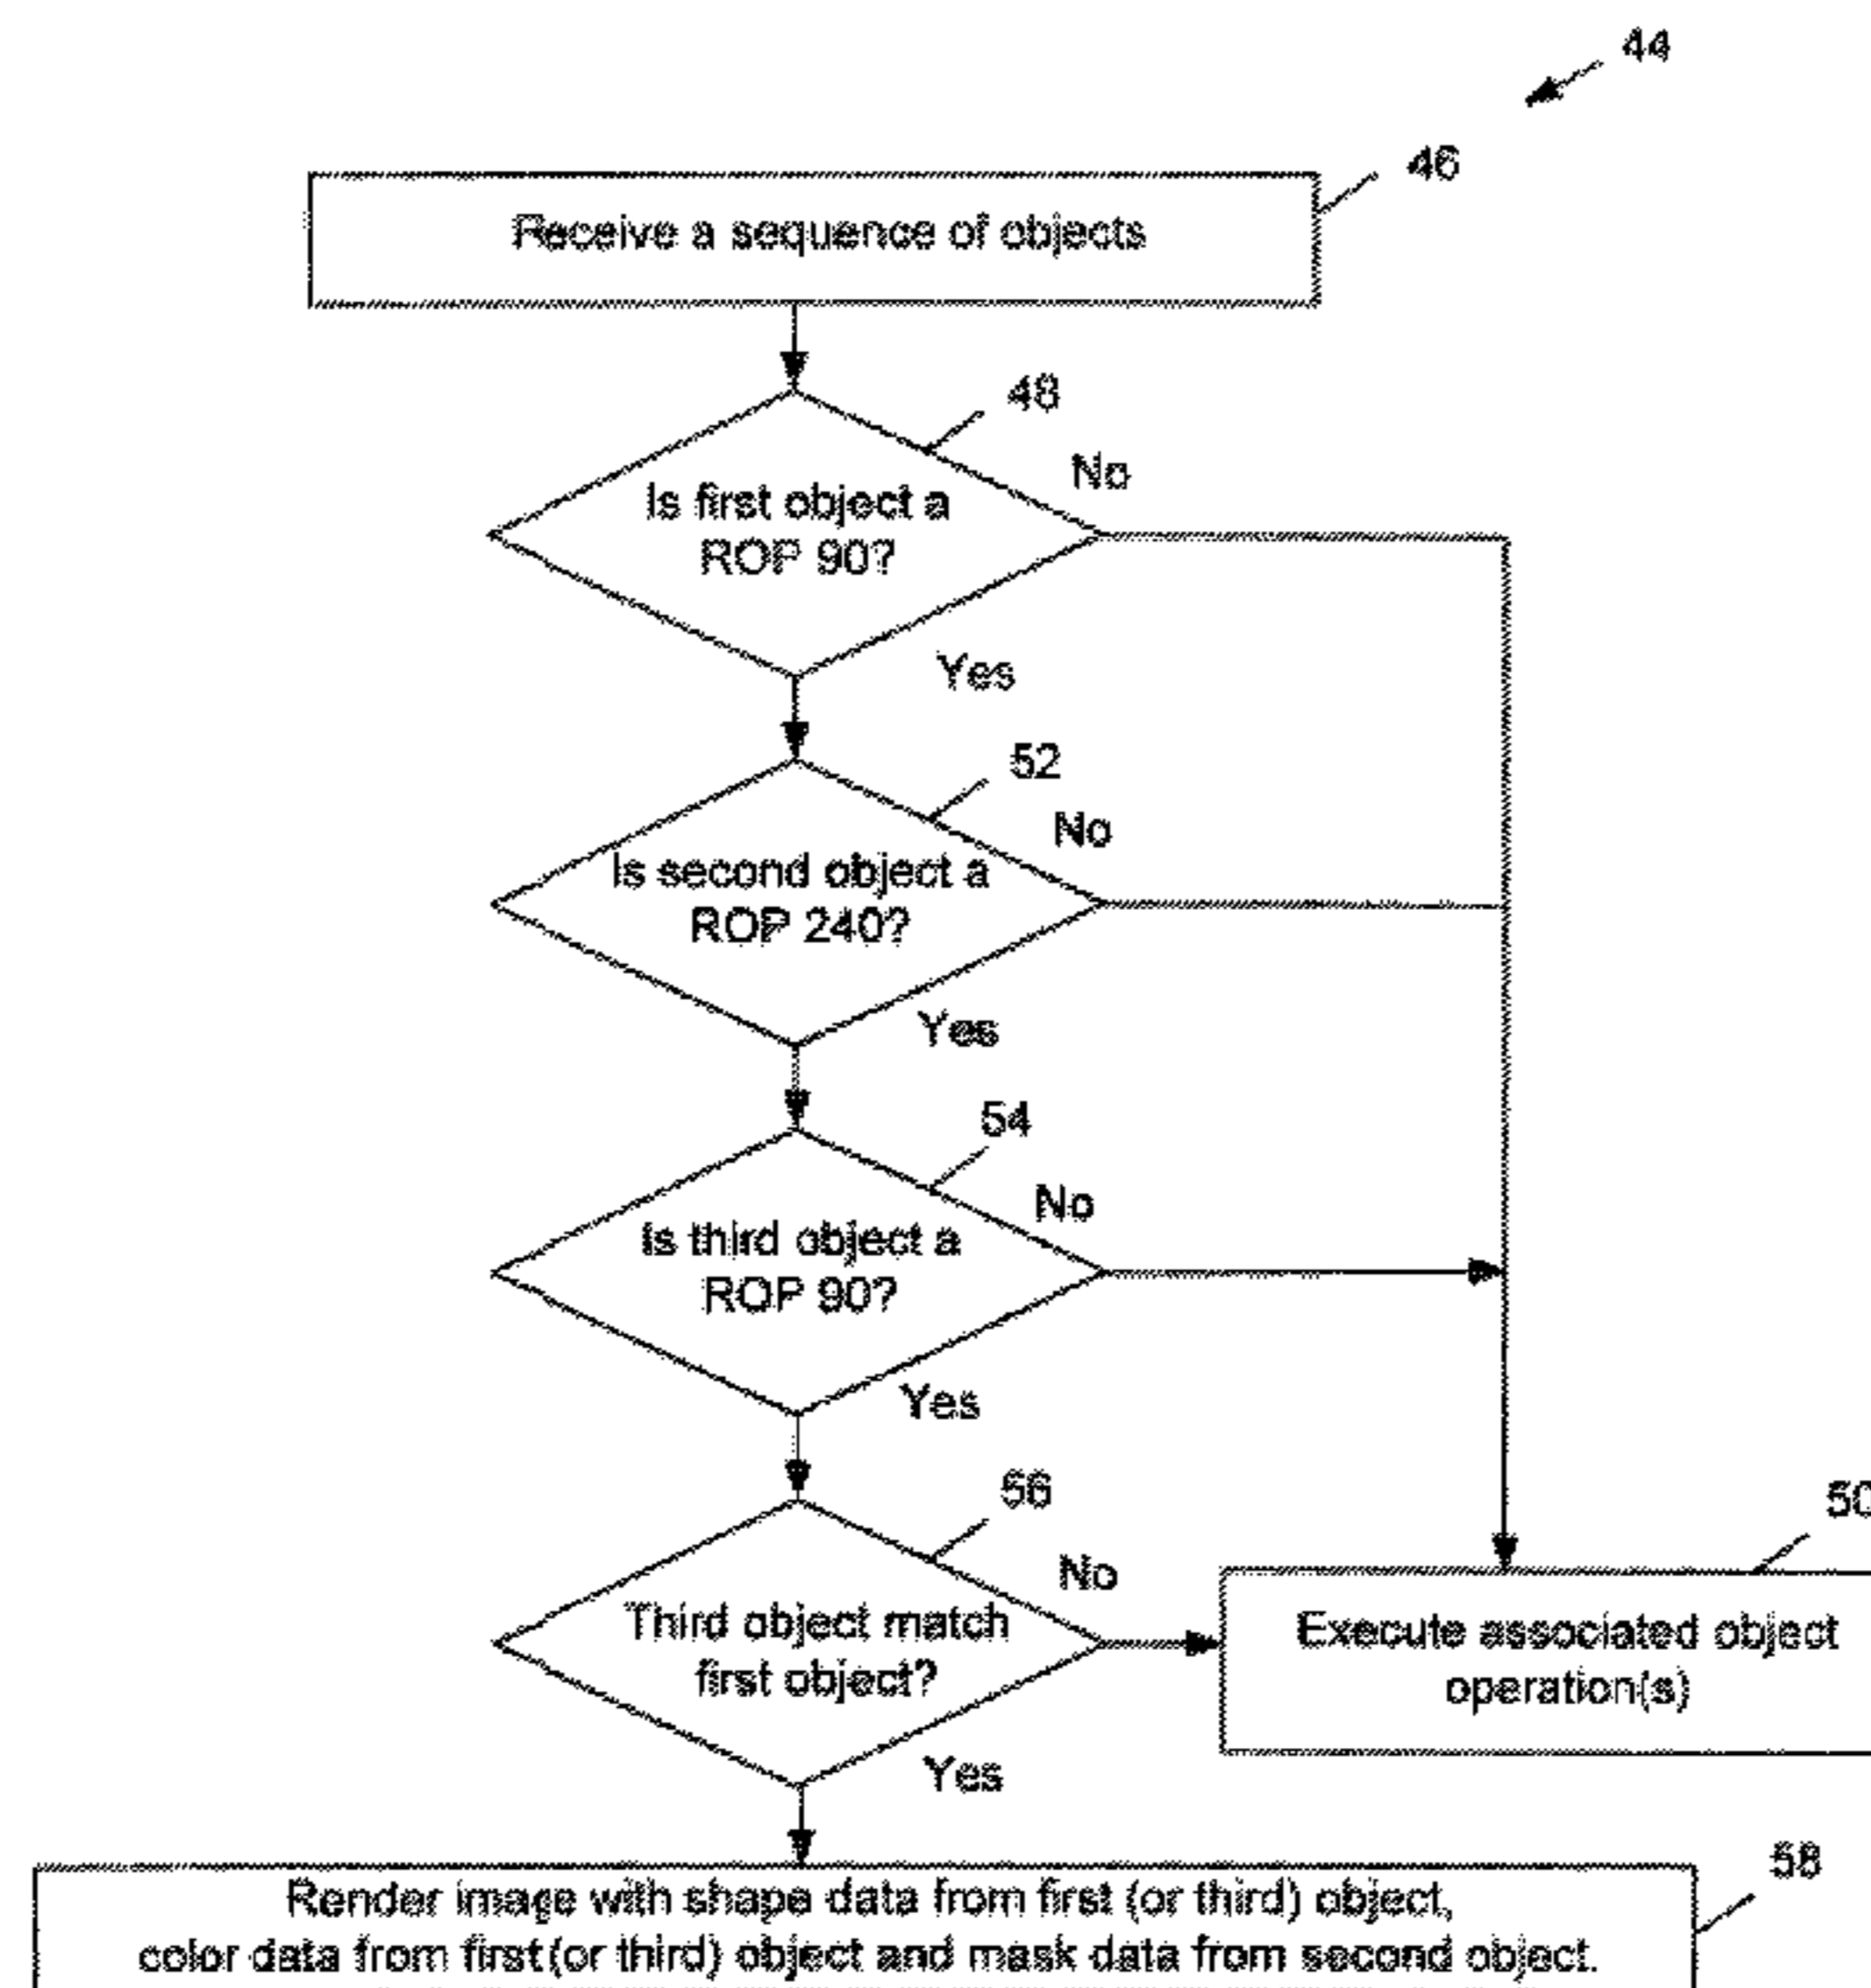 44
46
Receive a sequence of objects
48
No
Is first object a
ROP 90?
Yes
52
No
Is second object a
ROP 240?
Yes
54
No
Is third object a
ROP 90?
Yes
56
No
50
Third object match
first object?
Execute associated object
operation(s)
Yes
58
Render image with shape data from first (or third) object,
color data from first (or third) object and mask data from second object.